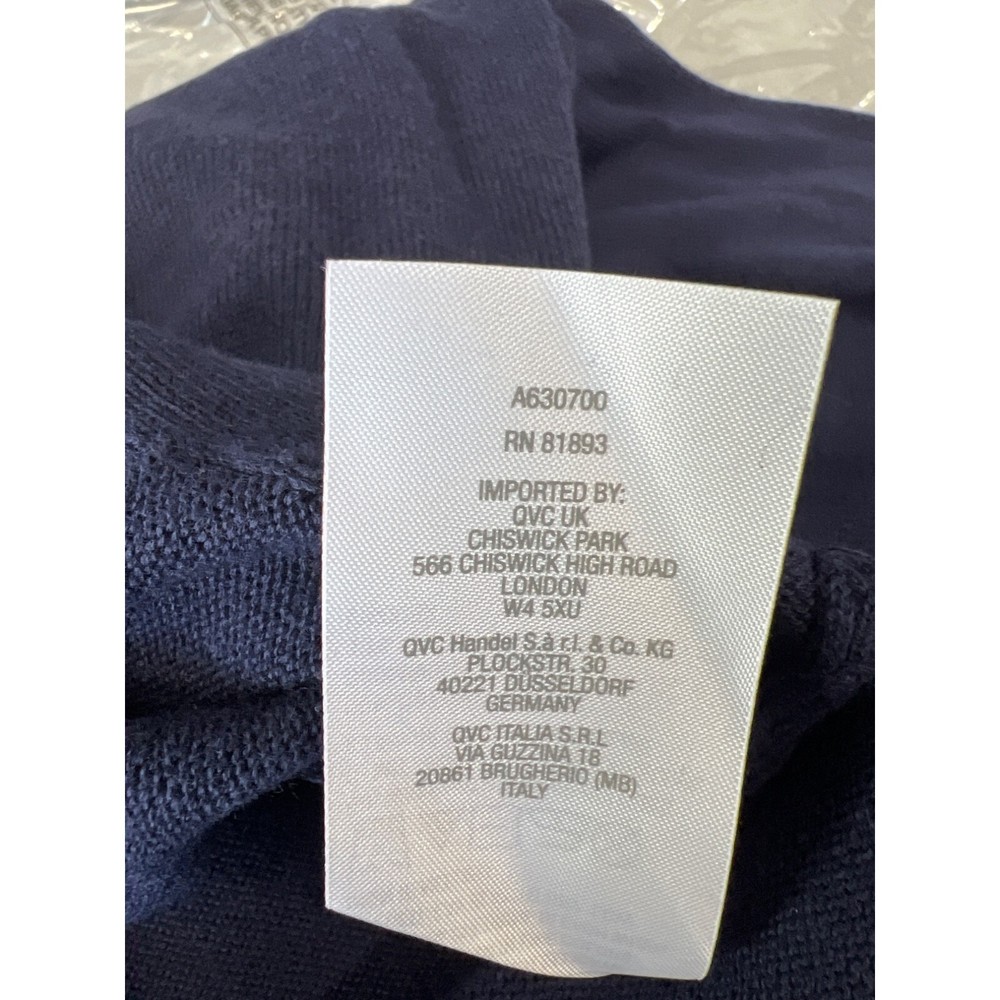 A630700
RN 81893
IMPORTED BY:
QVC UK
CHISWICK PARK
566 CHISWICK HIGH ROAD
LONDON
W4 5XU
QVC Handel S.à r.l. & Co. KG
PLOCKSTR. 30
40221 DÜSSELDORF
GERMANY
QVC ITALIA S.R.L
VIA GUZZINA 18
20861 BRUGHERIO (MB)
ITALY